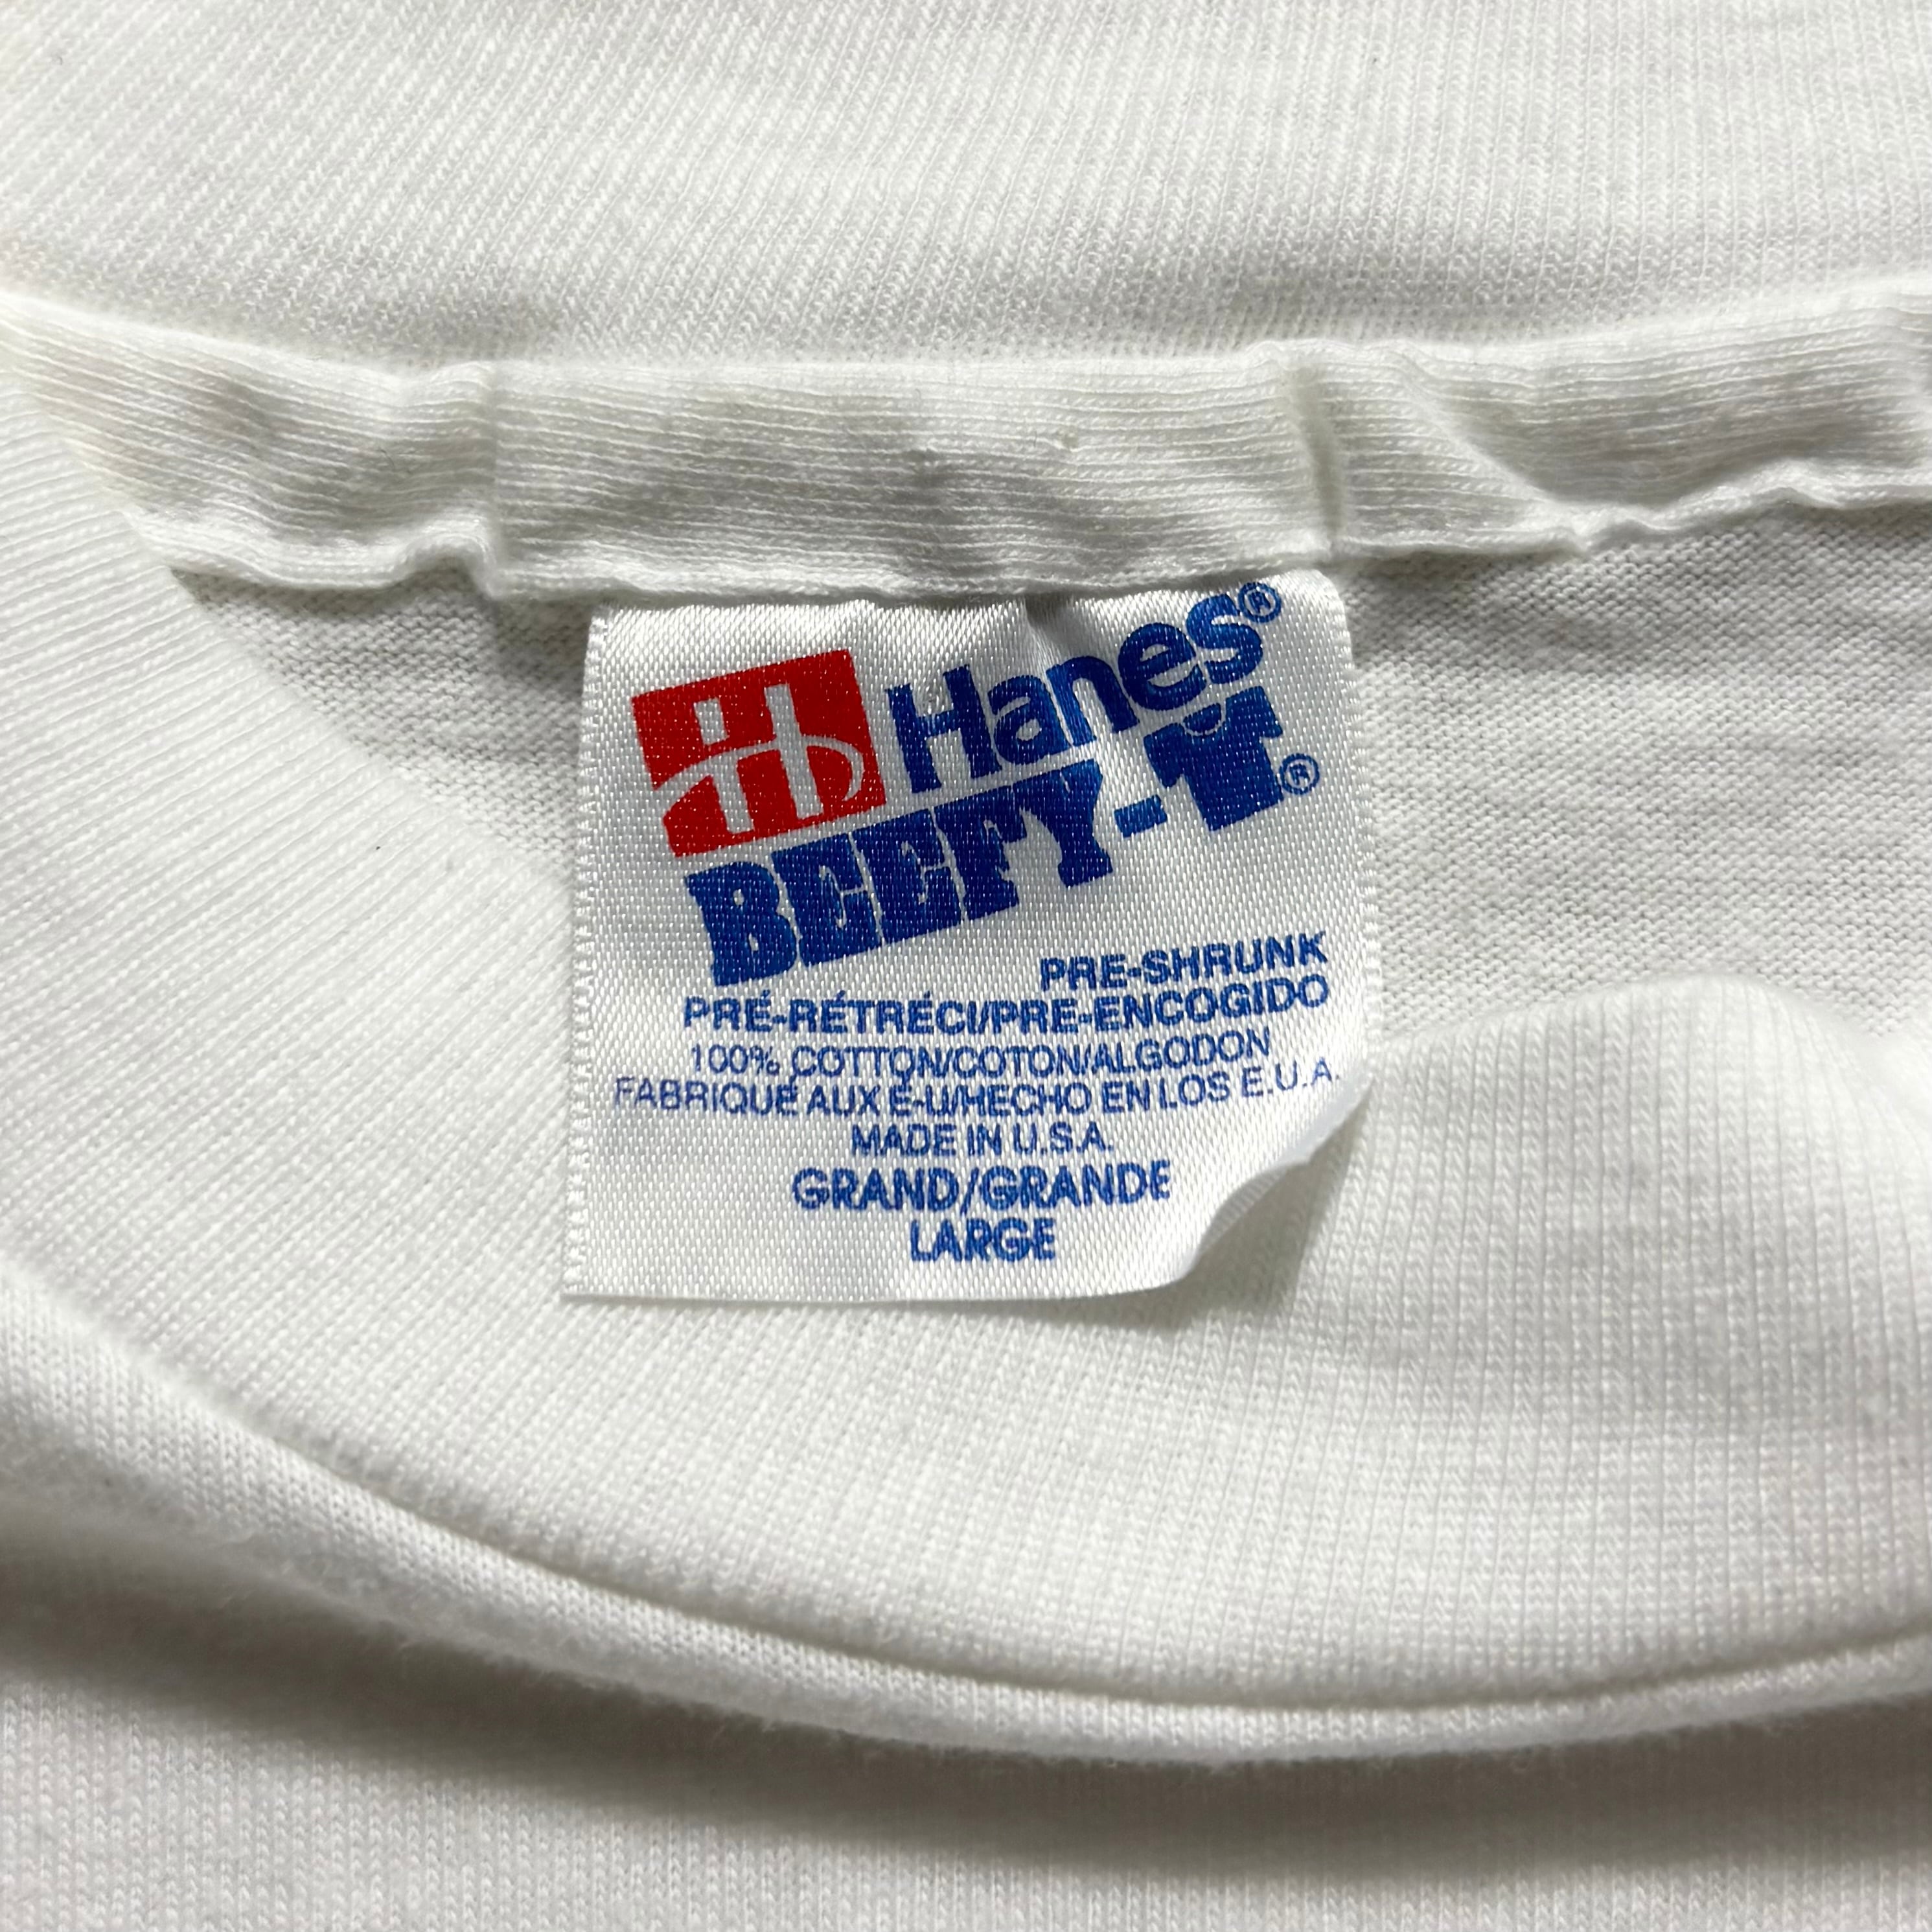 Hanes®
BEEFY-T®
PRE-SHRUNK
PRÉ-RÉTRÉCI/PRE-ENCOGIDO
100% COTTON/COTON/ALGODON
FABRIQUÉ AUX É-U/HECHO EN LOS E.U.A.
MADE IN U.S.A.
GRAND/GRANDE
LARGE